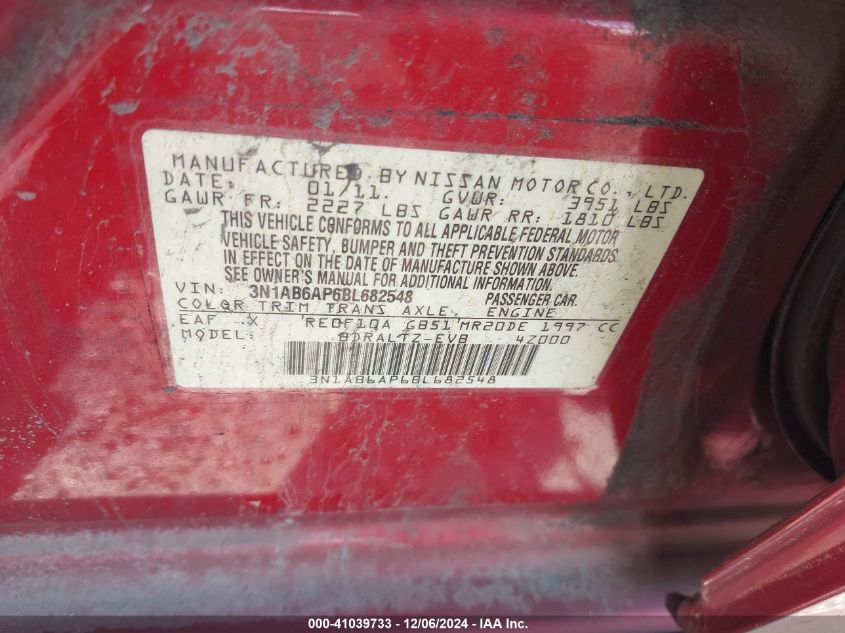 MANUFACTURED BY NISSAN MOTOR CO., LTD.
DATE: 01/11. GVWR: 3951 LBS
GAWR FR: 2227 LBS GAWR RR: 1810 LBS
THIS VEHICLE CONFORMS TO ALL APPLICABLE FEDERAL MOTOR
VEHICLE SAFETY, BUMPER AND THEFT PREVENTION STANDARDS
IN EFFECT ON THE DATE OF MANUFACTURE SHOWN ABOVE.
SEE OWNER'S MANUAL FOR ADDITIONAL INFORMATION
VIN: 3N1AB6AP6BL682548 PASSENGER CAR.
COLOR TRIM TRANS AXLE. ENGINE
EAF X RE0F10A GB51 MR20DE 1997 CC
MODEL: BDRALTZ-EVB 4Z000
3N1AB6AP6BL682548
000-41039733 - 12/06/2024 - IAA Inc.